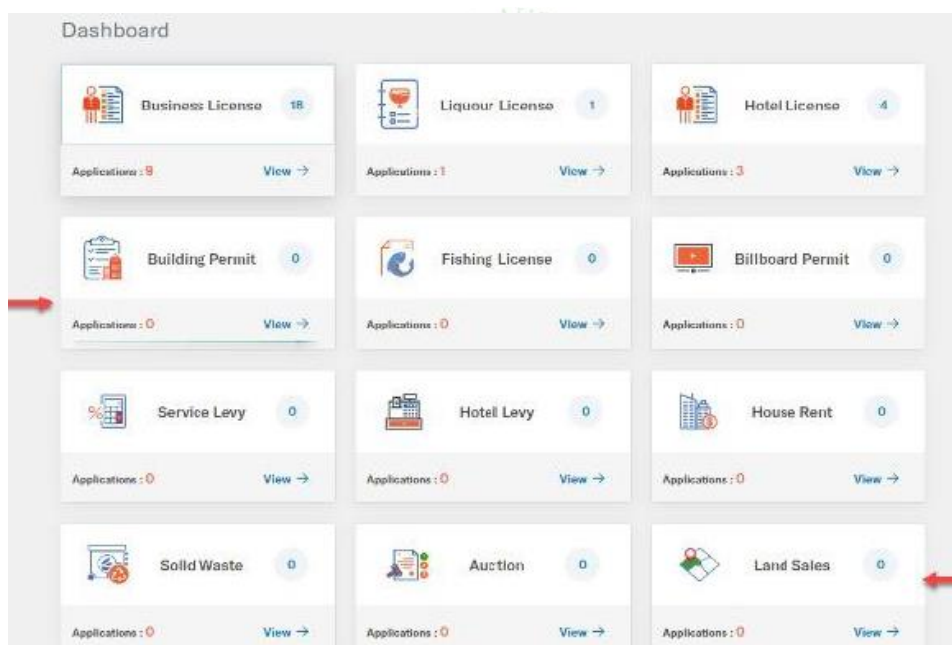 Dashboard
Business License 18
Applications : 9 View →
Liquour License 1
Applications : 1 View →
Hotel License 4
Applications : 3 View →
Building Permit 0
Applications : 0 View →
Fishing License 0
Applications : 0 View →
Billboard Permit 0
Applications : 0 View →
Service Levy 0
Applications : 0 View →
Hotel Levy 0
Applications : 0 View →
House Rent 0
Applications : 0 View →
Solid Waste 0
Applications : 0 View →
Auction 0
Applications : 0 View →
Land Sales 0
Applications : 0 View →